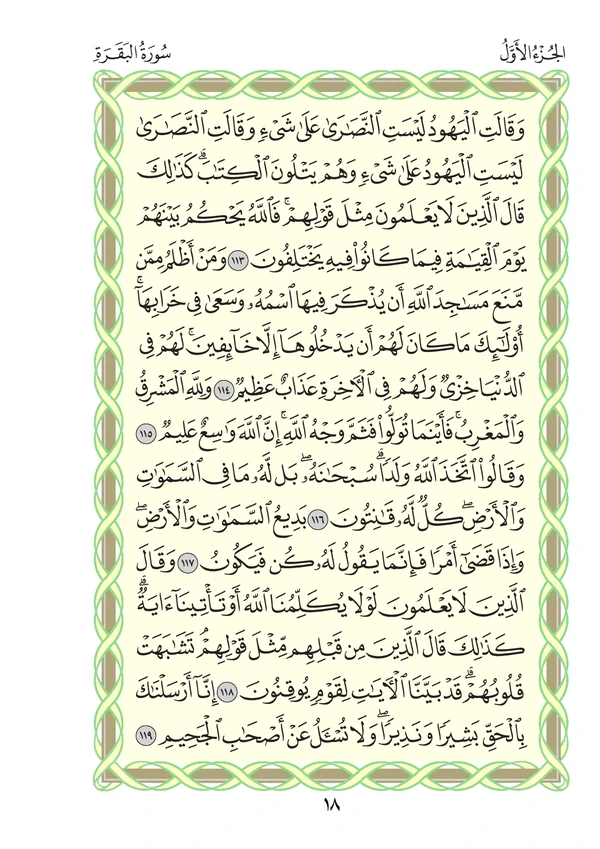 الجُزْءُ الأَوَّلُ
سُورَةُ البَقَرَةِ
وَقَالَتِ ٱلْيَهُودُ لَيْسَتِ ٱلنَّصَٰرَىٰ عَلَىٰ شَىْءٍ وَقَالَتِ ٱلنَّصَٰرَىٰ
لَيْسَتِ ٱلْيَهُودُ عَلَىٰ شَىْءٍ وَهُمْ يَتْلُونَ ٱلْكِتَٰبَۗ كَذَٰلِكَ
قَالَ ٱلَّذِينَ لَا يَعْلَمُونَ مِثْلَ قَوْلِهِمْۚ فَٱللَّهُ يَحْكُمُ بَيْنَهُمْ
يَوْمَ ٱلْقِيَٰمَةِ فِيمَا كَانُوا۟ فِيهِ يَخْتَلِفُونَ ١١٣ وَمَنْ أَظْلَمُ مِمَّن
مَّنَعَ مَسَٰجِدَ ٱللَّهِ أَن يُذْكَرَ فِيهَا ٱسْمُهُۥ وَسَعَىٰ فِى خَرَابِهَآۚ
أُو۟لَٰٓئِكَ مَا كَانَ لَهُمْ أَن يَدْخُلُوهَآ إِلَّا خَآئِفِينَۚ لَهُمْ فِى
ٱلدُّنْيَا خِزْىٌ وَلَهُمْ فِى ٱلْءَاخِرَةِ عَذَابٌ عَظِيمٌ ١١٤ وَلِلَّهِ ٱلْمَشْرِقُ
وَٱلْمَغْرِبُۚ فَأَيْنَمَا تُوَلُّوا۟ فَثَمَّ وَجْهُ ٱللَّهِۚ إِنَّ ٱللَّهَ وَٰسِعٌ عَلِيمٌ ١١٥
وَقَالُوا۟ ٱتَّخَذَ ٱللَّهُ وَلَدًاۗ سُبْحَٰنَهُۥۖ بَل لَّهُۥ مَا فِى ٱلسَّمَٰوَٰتِ
وَٱلْأَرْضِۖ كُلٌّ لَّهُۥ قَٰنِتُونَ ١١٦ بَدِيعُ ٱلسَّمَٰوَٰتِ وَٱلْأَرْضِۖ
وَإِذَا قَضَىٰٓ أَمْرًا فَإِنَّمَا يَقُولُ لَهُۥ كُن فَيَكُونُ ١١٧ وَقَالَ
ٱلَّذِينَ لَا يَعْلَمُونَ لَوْلَا يُكَلِّمُنَا ٱللَّهُ أَوْ تَأْتِينَآ ءَايَةٌۗ
كَذَٰلِكَ قَالَ ٱلَّذِينَ مِن قَبْلِهِم مِّثْلَ قَوْلِهِمْۘ تَشَٰبَهَتْ
قُلُوبُهُمْۗ قَدْ بَيَّنَّا ٱلْءَايَٰتِ لِقَوْمٍ يُوقِنُونَ ١١٨ إِنَّآ أَرْسَلْنَٰكَ
بِٱلْحَقِّ بَشِيرًا وَنَذِيرًاۖ وَلَا تُسْـَٔلُ عَنْ أَصْحَٰبِ ٱلْجَحِيمِ ١١٩
١٨